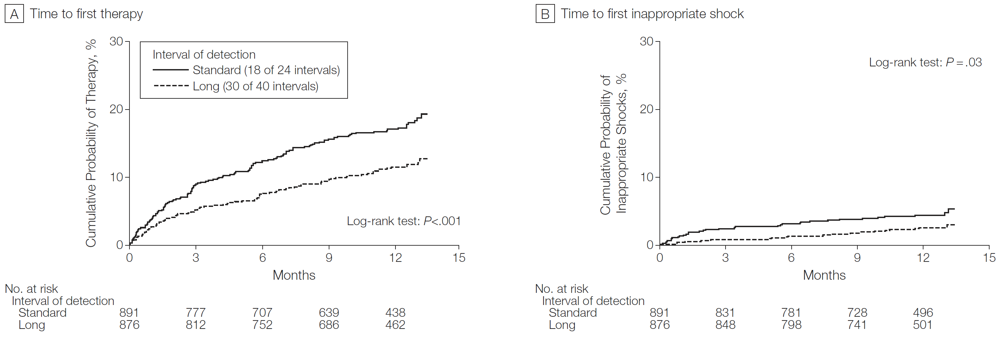 A Time to first therapy
Cumulative Probability of Therapy, %
30
20
10
0
Interval of detection
Standard (18 of 24 intervals)
Long (30 of 40 intervals)
Log-rank test: P<.001
0 3 6 9 12 15
Months
No. at risk
Interval of detection
Standard 891 777 707 639 438
Long 876 812 752 686 462
B Time to first inappropriate shock
Cumulative Probability of
Inappropriate Shocks, %
30
20
10
0
Log-rank test: P = .03
0 3 6 9 12 15
Months
No. at risk
Interval of detection
Standard 891 831 781 728 496
Long 876 848 798 741 501